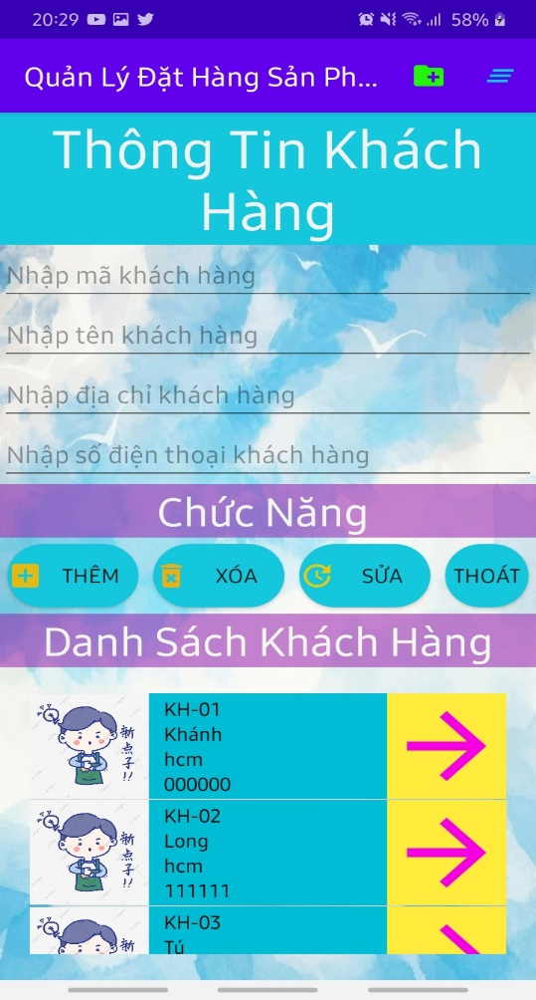 20:29
58%
Quản Lý Đặt Hàng Sản Ph...
Thông Tin Khách
Hàng
Nhập mã khách hàng
Nhập tên khách hàng
Nhập địa chỉ khách hàng
Nhập số điện thoại khách hàng
Chức Năng
THÊM
XÓA
SỬA
THOÁT
Danh Sách Khách Hàng
新点子!!
KH-01
Khánh
hcm
000000
新点子!!
KH-02
Long
hcm
111111
新
KH-03
Tú